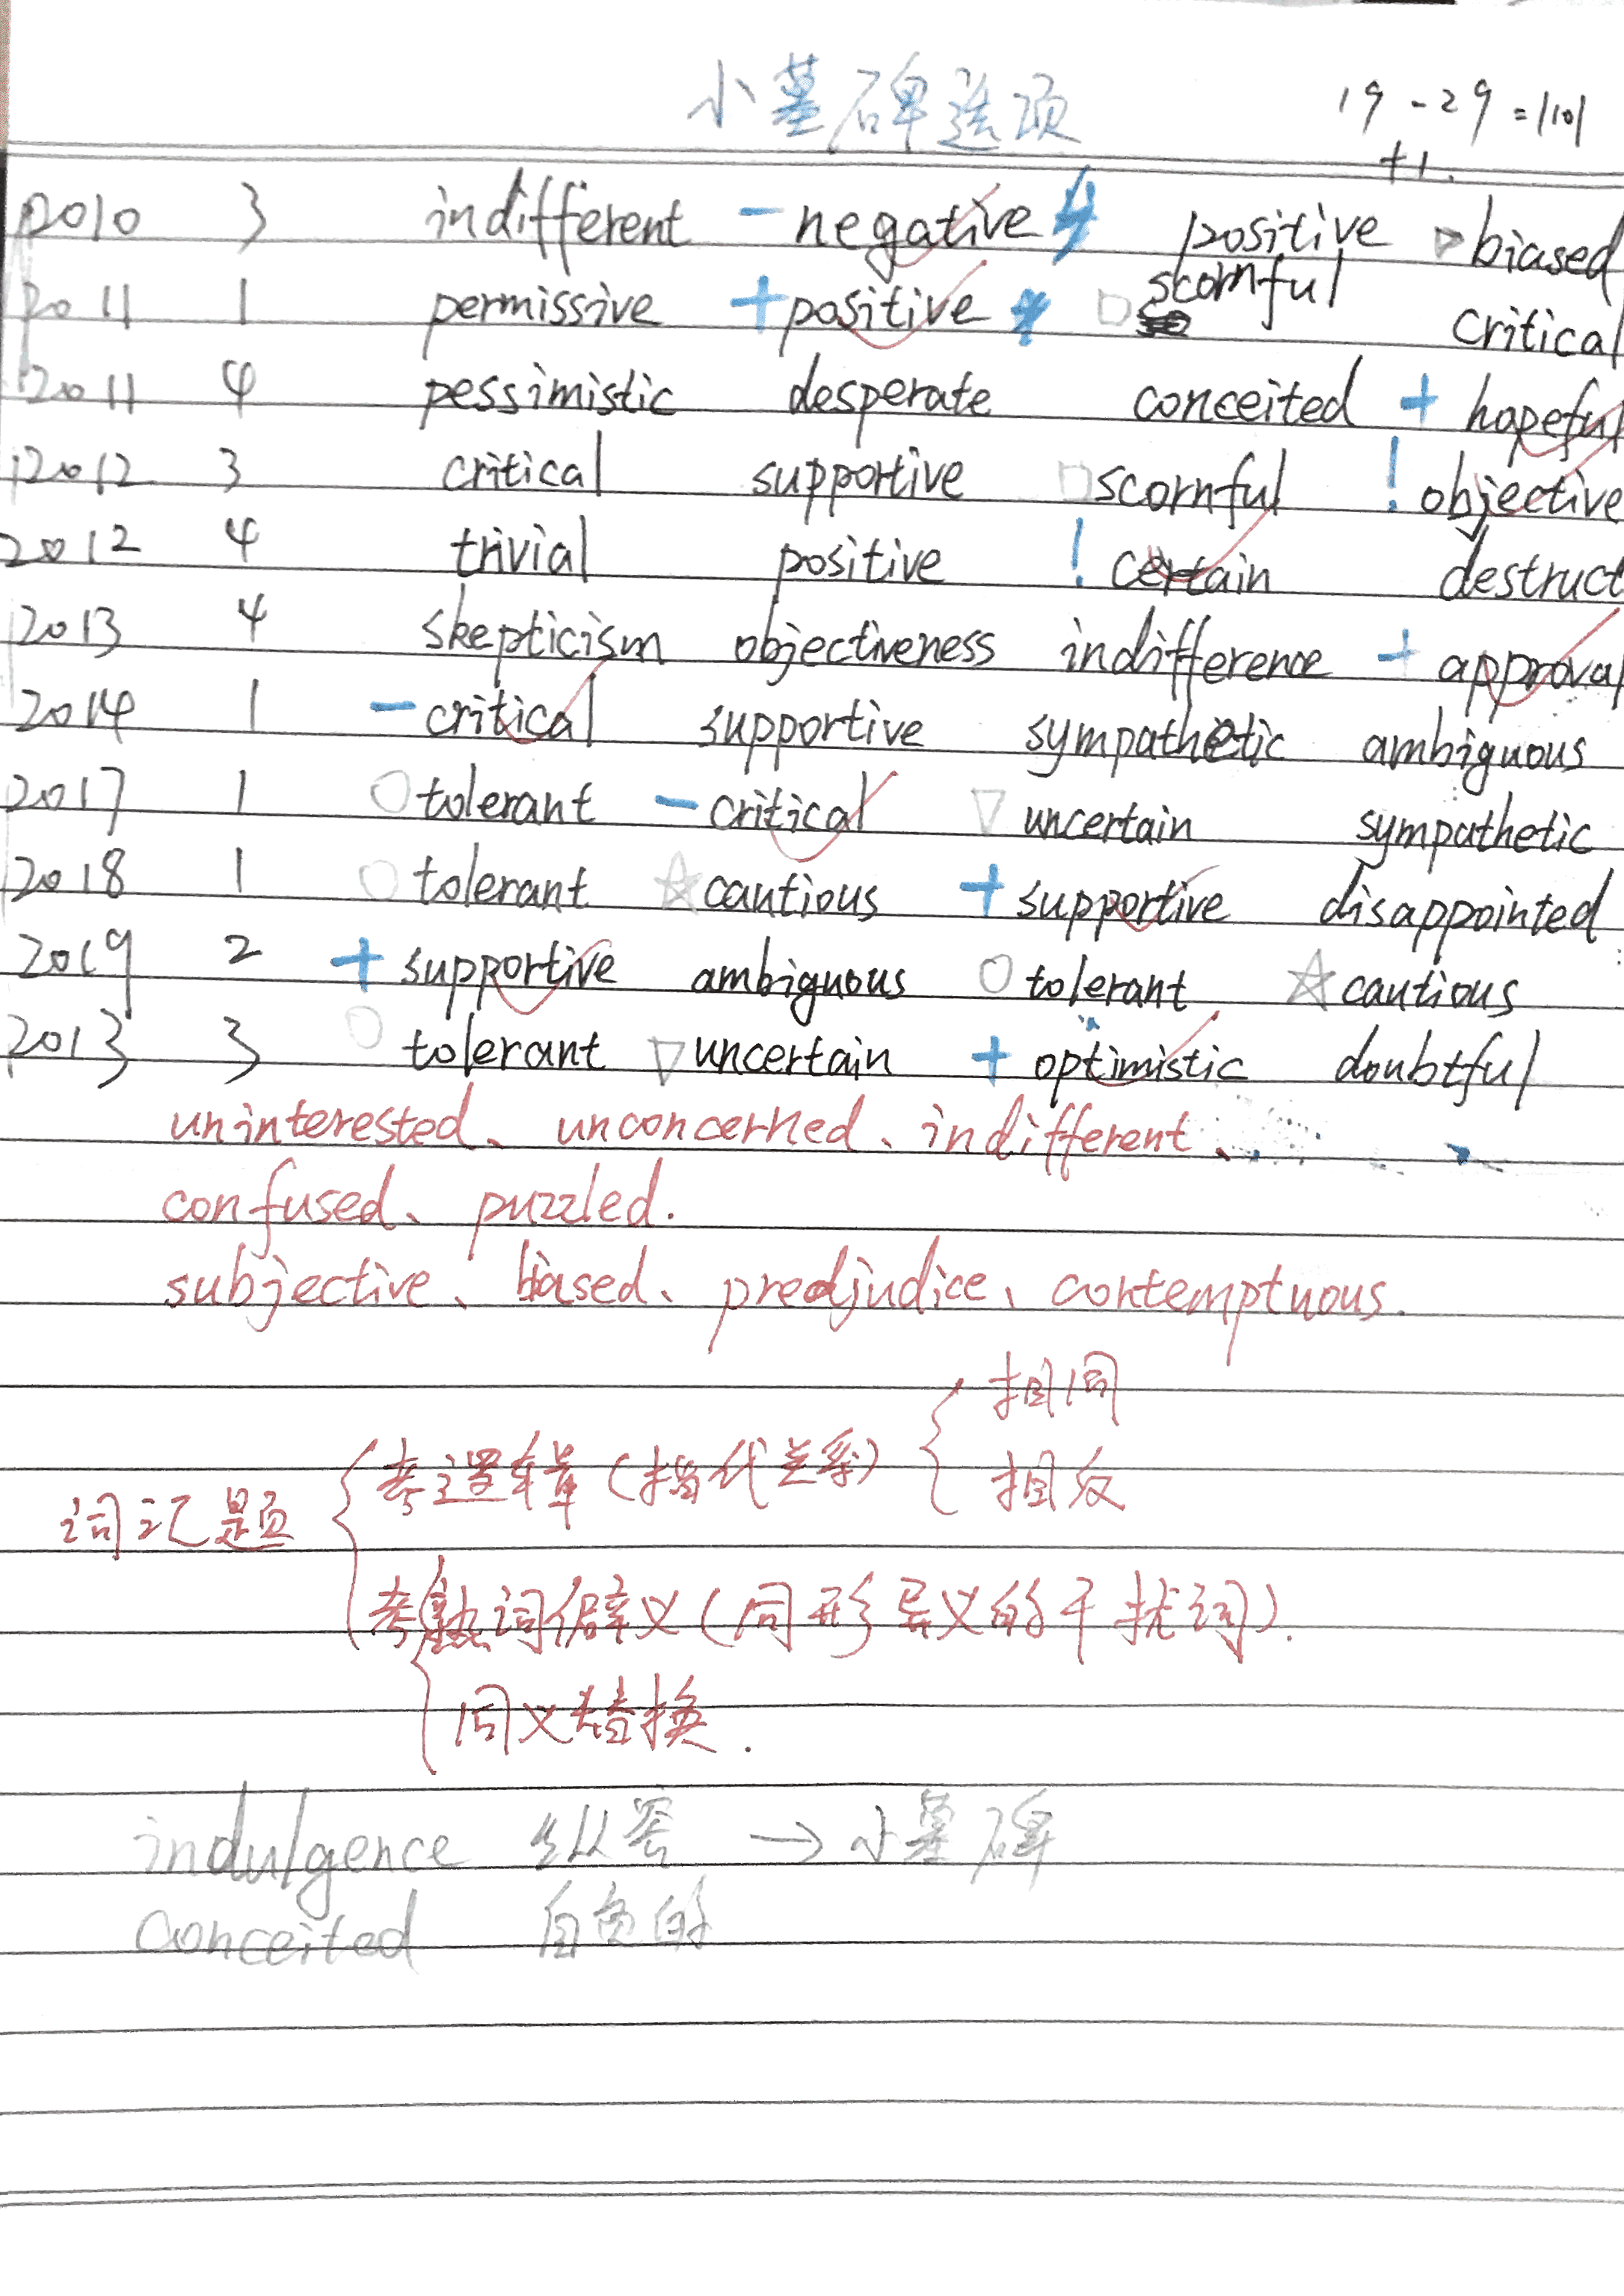 小墓碑选项
19 - 29 = 1101
+1.
2010 3 indifferent - negative positive biased
2011 1 permissive + positive * scornful critical
2011 4 pessimistic desperate conceited + hopeful
2012 3 critical supportive scornful ! objective
2012 4 trivial positive ! certain destruct
2013 4 skepticism objectiveness indifference + approval
2014 1 - critical supportive sympathetic ambiguous
2017 1 tolerant - critical uncertain sympathetic
2018 1 tolerant cautious + supportive disappointed
2019 2 + supportive ambiguous tolerant cautious
2013 3 tolerant uncertain + optimistic doubtful
uninterested、unconcerned、indifferent、
confused、puzzled.
subjective、biased、predjudice、contemptuous.
相同
考逻辑(指代关系)
相反
词汇题
考熟词僻义(同形异义的干扰词).
同义替换.
indulgence 纵容 → 小墓碑
conceited 自负的